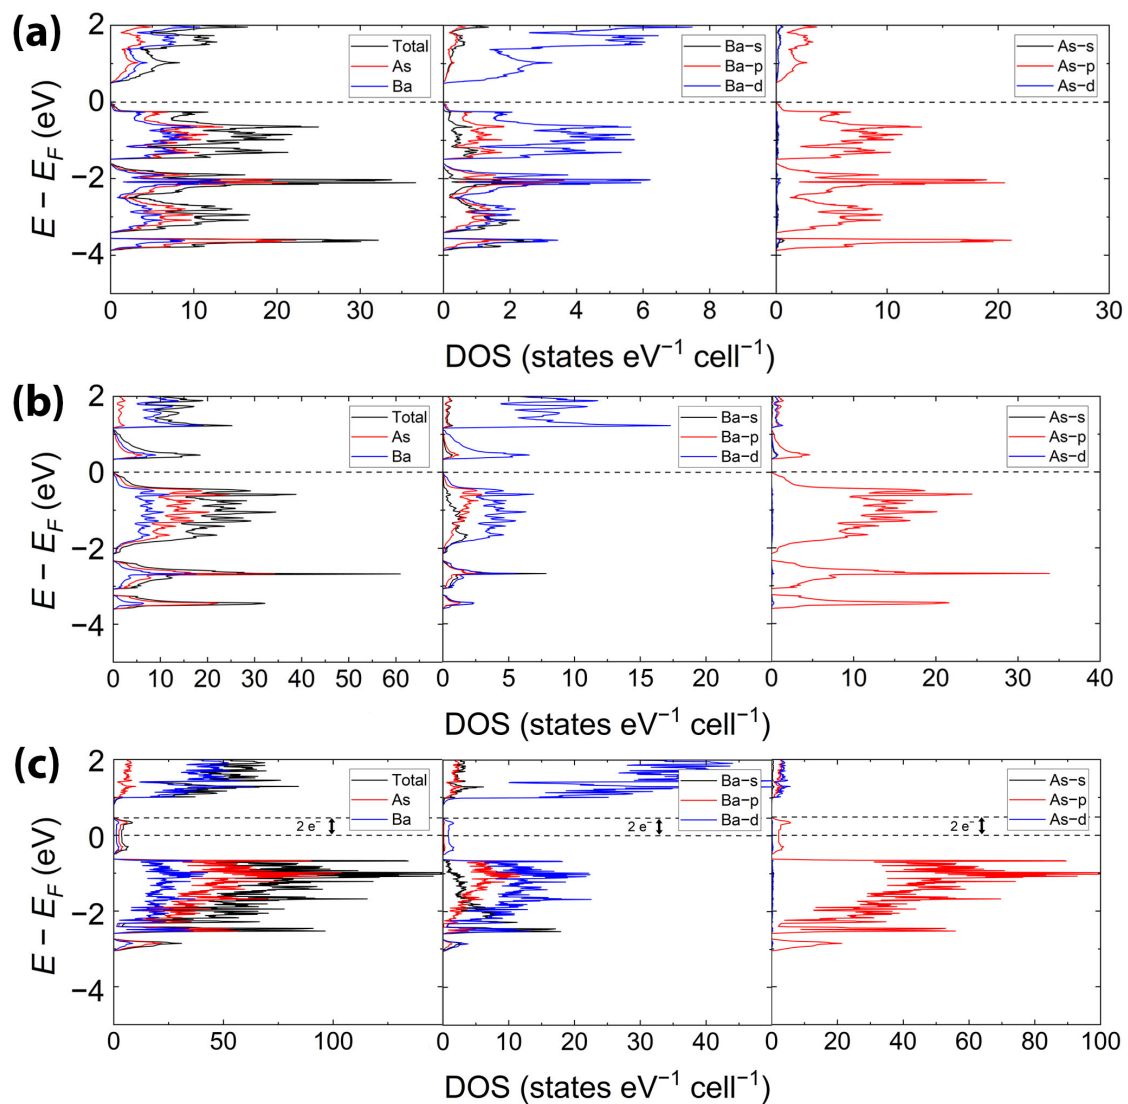 (a)
2
0
−2
−4
E − E_F (eV)
Total
As
Ba
Ba−s
Ba−p
Ba−d
As−s
As−p
As−d
0 10 20 30 0 2 4 6 8 0 10 20 30
DOS (states eV⁻¹ cell⁻¹)
(b)
2
0
−2
−4
E − E_F (eV)
Total
As
Ba
Ba−s
Ba−p
Ba−d
As−s
As−p
As−d
0 10 20 30 40 50 60 0 5 10 15 20 0 10 20 30 40
DOS (states eV⁻¹ cell⁻¹)
(c)
2
0
−2
−4
E − E_F (eV)
Total
As
Ba
2 e⁻
Ba−s
Ba−p
Ba−d
2 e⁻
As−s
As−p
As−d
2 e⁻
0 50 100 0 10 20 30 40 50 0 20 40 60 80 100
DOS (states eV⁻¹ cell⁻¹)